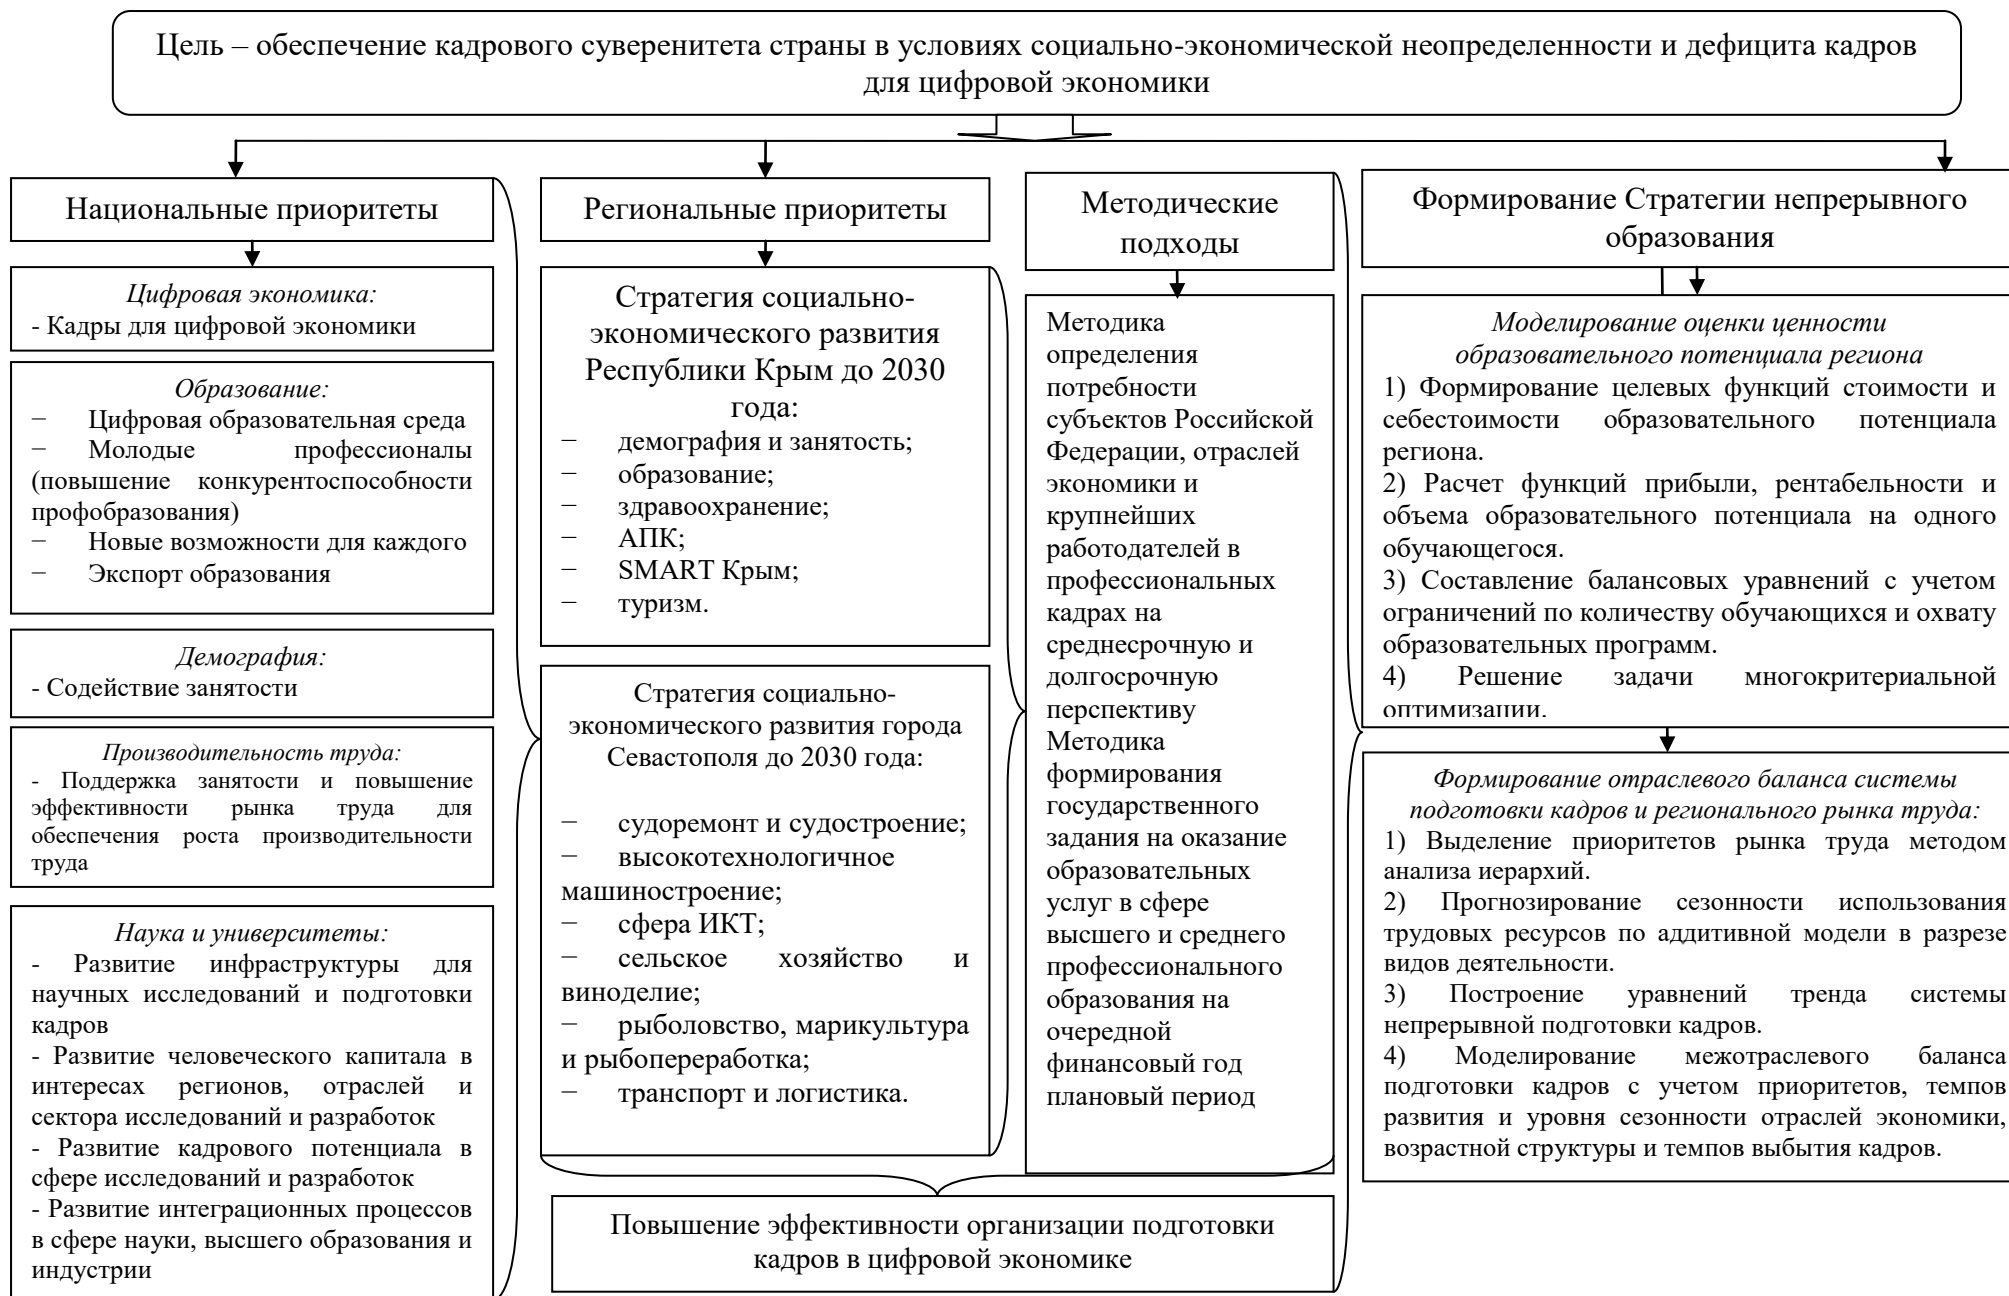 Цель – обеспечение кадрового суверенитета страны в условиях социально-экономической неопределенности и дефицита кадров
для цифровой экономики
Национальные приоритеты
Цифровая экономика:
- Кадры для цифровой экономики
Образование:
− Цифровая образовательная среда
− Молодые профессионалы
(повышение конкурентоспособности
профобразования)
− Новые возможности для каждого
− Экспорт образования
Демография:
- Содействие занятости
Производительность труда:
- Поддержка занятости и повышение
эффективности рынка труда для
обеспечения роста производительности
труда
Наука и университеты:
- Развитие инфраструктуры для
научных исследований и подготовки
кадров
- Развитие человеческого капитала в
интересах регионов, отраслей и
сектора исследований и разработок
- Развитие кадрового потенциала в
сфере исследований и разработок
- Развитие интеграционных процессов
в сфере науки, высшего образования и
индустрии
Региональные приоритеты
Стратегия социально-
экономического развития
Республики Крым до 2030
года:
− демография и занятость;
− образование;
− здравоохранение;
− АПК;
− SMART Крым;
− туризм.
Стратегия социально-
экономического развития города
Севастополя до 2030 года:
− судоремонт и судостроение;
− высокотехнологичное
машиностроение;
− сфера ИКТ;
− сельское хозяйство и
виноделие;
− рыболовство, марикультура
и рыбопереработка;
− транспорт и логистика.
Методические
подходы
Методика
определения
потребности
субъектов Российской
Федерации, отраслей
экономики и
крупнейших
работодателей в
профессиональных
кадрах на
среднесрочную и
долгосрочную
перспективу
Методика
формирования
государственного
задания на оказание
образовательных
услуг в сфере
высшего и среднего
профессионального
образования на
очередной
финансовый год
плановый период
Повышение эффективности организации подготовки
кадров в цифровой экономике
Формирование Стратегии непрерывного
образования
Моделирование оценки ценности
образовательного потенциала региона
1) Формирование целевых функций стоимости и
себестоимости образовательного потенциала
региона.
2) Расчет функций прибыли, рентабельности и
объема образовательного потенциала на одного
обучающегося.
3) Составление балансовых уравнений с учетом
ограничений по количеству обучающихся и охвату
образовательных программ.
4) Решение задачи многокритериальной
оптимизации.
Формирование отраслевого баланса системы
подготовки кадров и регионального рынка труда:
1) Выделение приоритетов рынка труда методом
анализа иерархий.
2) Прогнозирование сезонности использования
трудовых ресурсов по аддитивной модели в разрезе
видов деятельности.
3) Построение уравнений тренда системы
непрерывной подготовки кадров.
4) Моделирование межотраслевого баланса
подготовки кадров с учетом приоритетов, темпов
развития и уровня сезонности отраслей экономики,
возрастной структуры и темпов выбытия кадров.